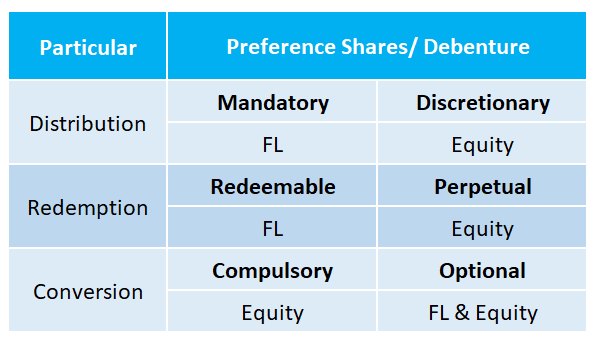 Particular Preference Shares/ Debenture
Distribution
Mandatory Discretionary
FL Equity
Redemption
Redeemable Perpetual
FL Equity
Conversion
Compulsory Optional
Equity FL & Equity